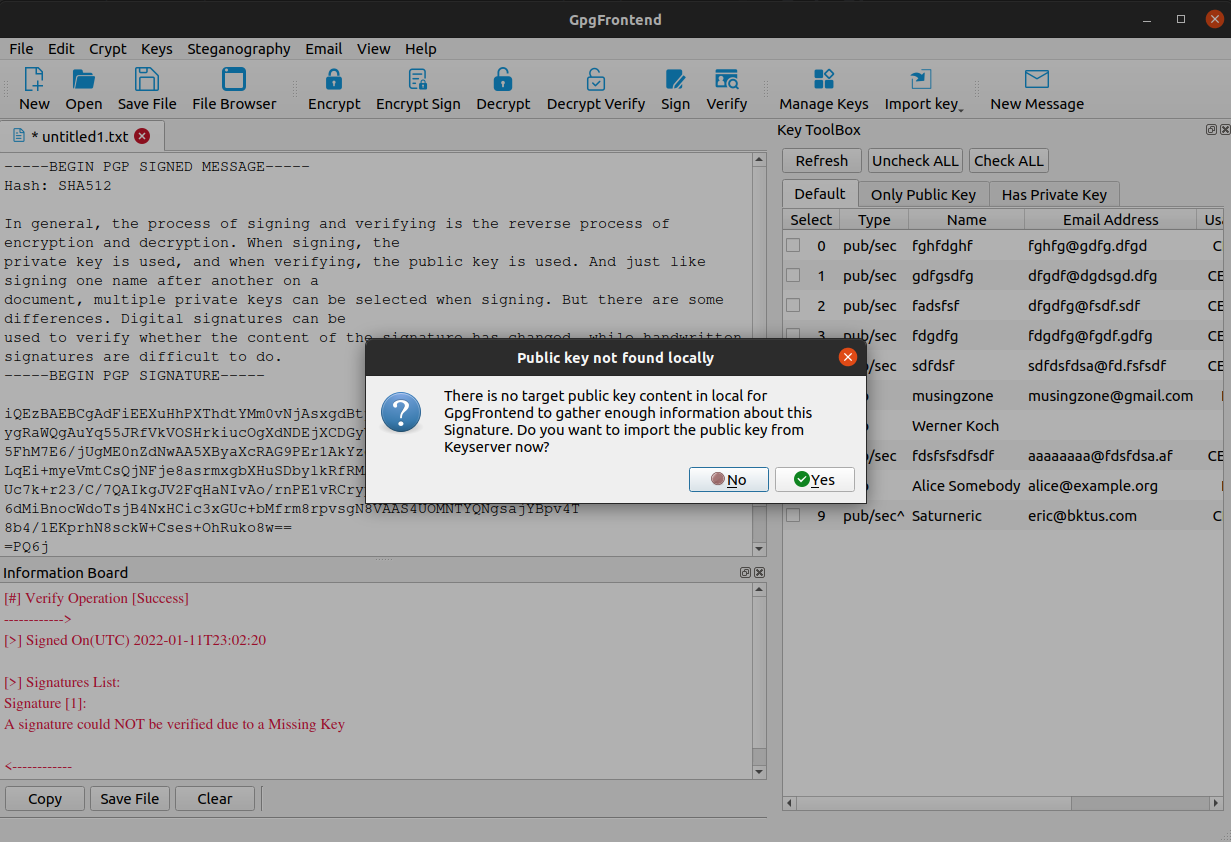 GpgFrontend
File Edit Crypt Keys Steganography Email View Help
New Open Save File File Browser Encrypt Encrypt Sign Decrypt Decrypt Verify Sign Verify Manage Keys Import key New Message
* untitled1.txt
-----BEGIN PGP SIGNED MESSAGE-----
Hash: SHA512
In general, the process of signing and verifying is the reverse process of
encryption and decryption. When signing, the
private key is used, and when verifying, the public key is used. And just like
signing one name after another on a
document, multiple private keys can be selected when signing. But there are some
differences. Digital signatures can be
used to verify whether the content of the signature has changed, while handwritten
signatures are difficult to do.
-----BEGIN PGP SIGNATURE-----
iQEzBAEBCgAdFiEEXuHhPXThdtYMm0vNjAsxgdBt
ygRaWQgAuYq55JRfVkVOSHrkiucOgXdNDEjXCDGy
5FhM7E6/jUgME0nZdNwAA5XByaXcRAG9PEr1AkYz
LqEi+myeVmtCsQjNFje8asrmxgbXHuSDbylkRfRM
Uc7k+r23/C/7QAIkgJV2FqHaNIvAo/rnPE1vRCry
6dMiBnocWdoTsjB4NxHCic3xGUc+bMfrm8rpvsgN8VAAS4UOMNTYQNgsajYBpv4T
8b4/1EKprhN8sckW+Cses+OhRuko8w==
=PQ6j
Public key not found locally
There is no target public key content in local for
GpgFrontend to gather enough information about this
Signature. Do you want to import the public key from
Keyserver now?
No Yes
Information Board
[#] Verify Operation [Success]
------------>
[>] Signed On(UTC) 2022-01-11T23:02:20
[>] Signatures List:
Signature [1]:
A signature could NOT be verified due to a Missing Key
<------------
Copy Save File Clear
Key ToolBox
Refresh Uncheck ALL Check ALL
Default Only Public Key Has Private Key
Select Type Name Email Address Usa
0 pub/sec fghfdghf fghfg@gdfg.dfgd C
1 pub/sec gdfgsdfg dfgdf@dgdsgd.dfg CE
2 pub/sec fadsfsf dfgdfg@fsdf.sdf CE
3 pub/sec fdgdfg fdgdfg@fgdf.gdfg CE
/sec sdfdsf sdfdsfdsa@fd.fsfsdf CE
musingzone musingzone@gmail.com
Werner Koch
/sec fdsfsfsdfsdf aaaaaaaa@fdsfdsa.af CE
Alice Somebody alice@example.org
9 pub/sec^ Saturneric eric@bktus.com C